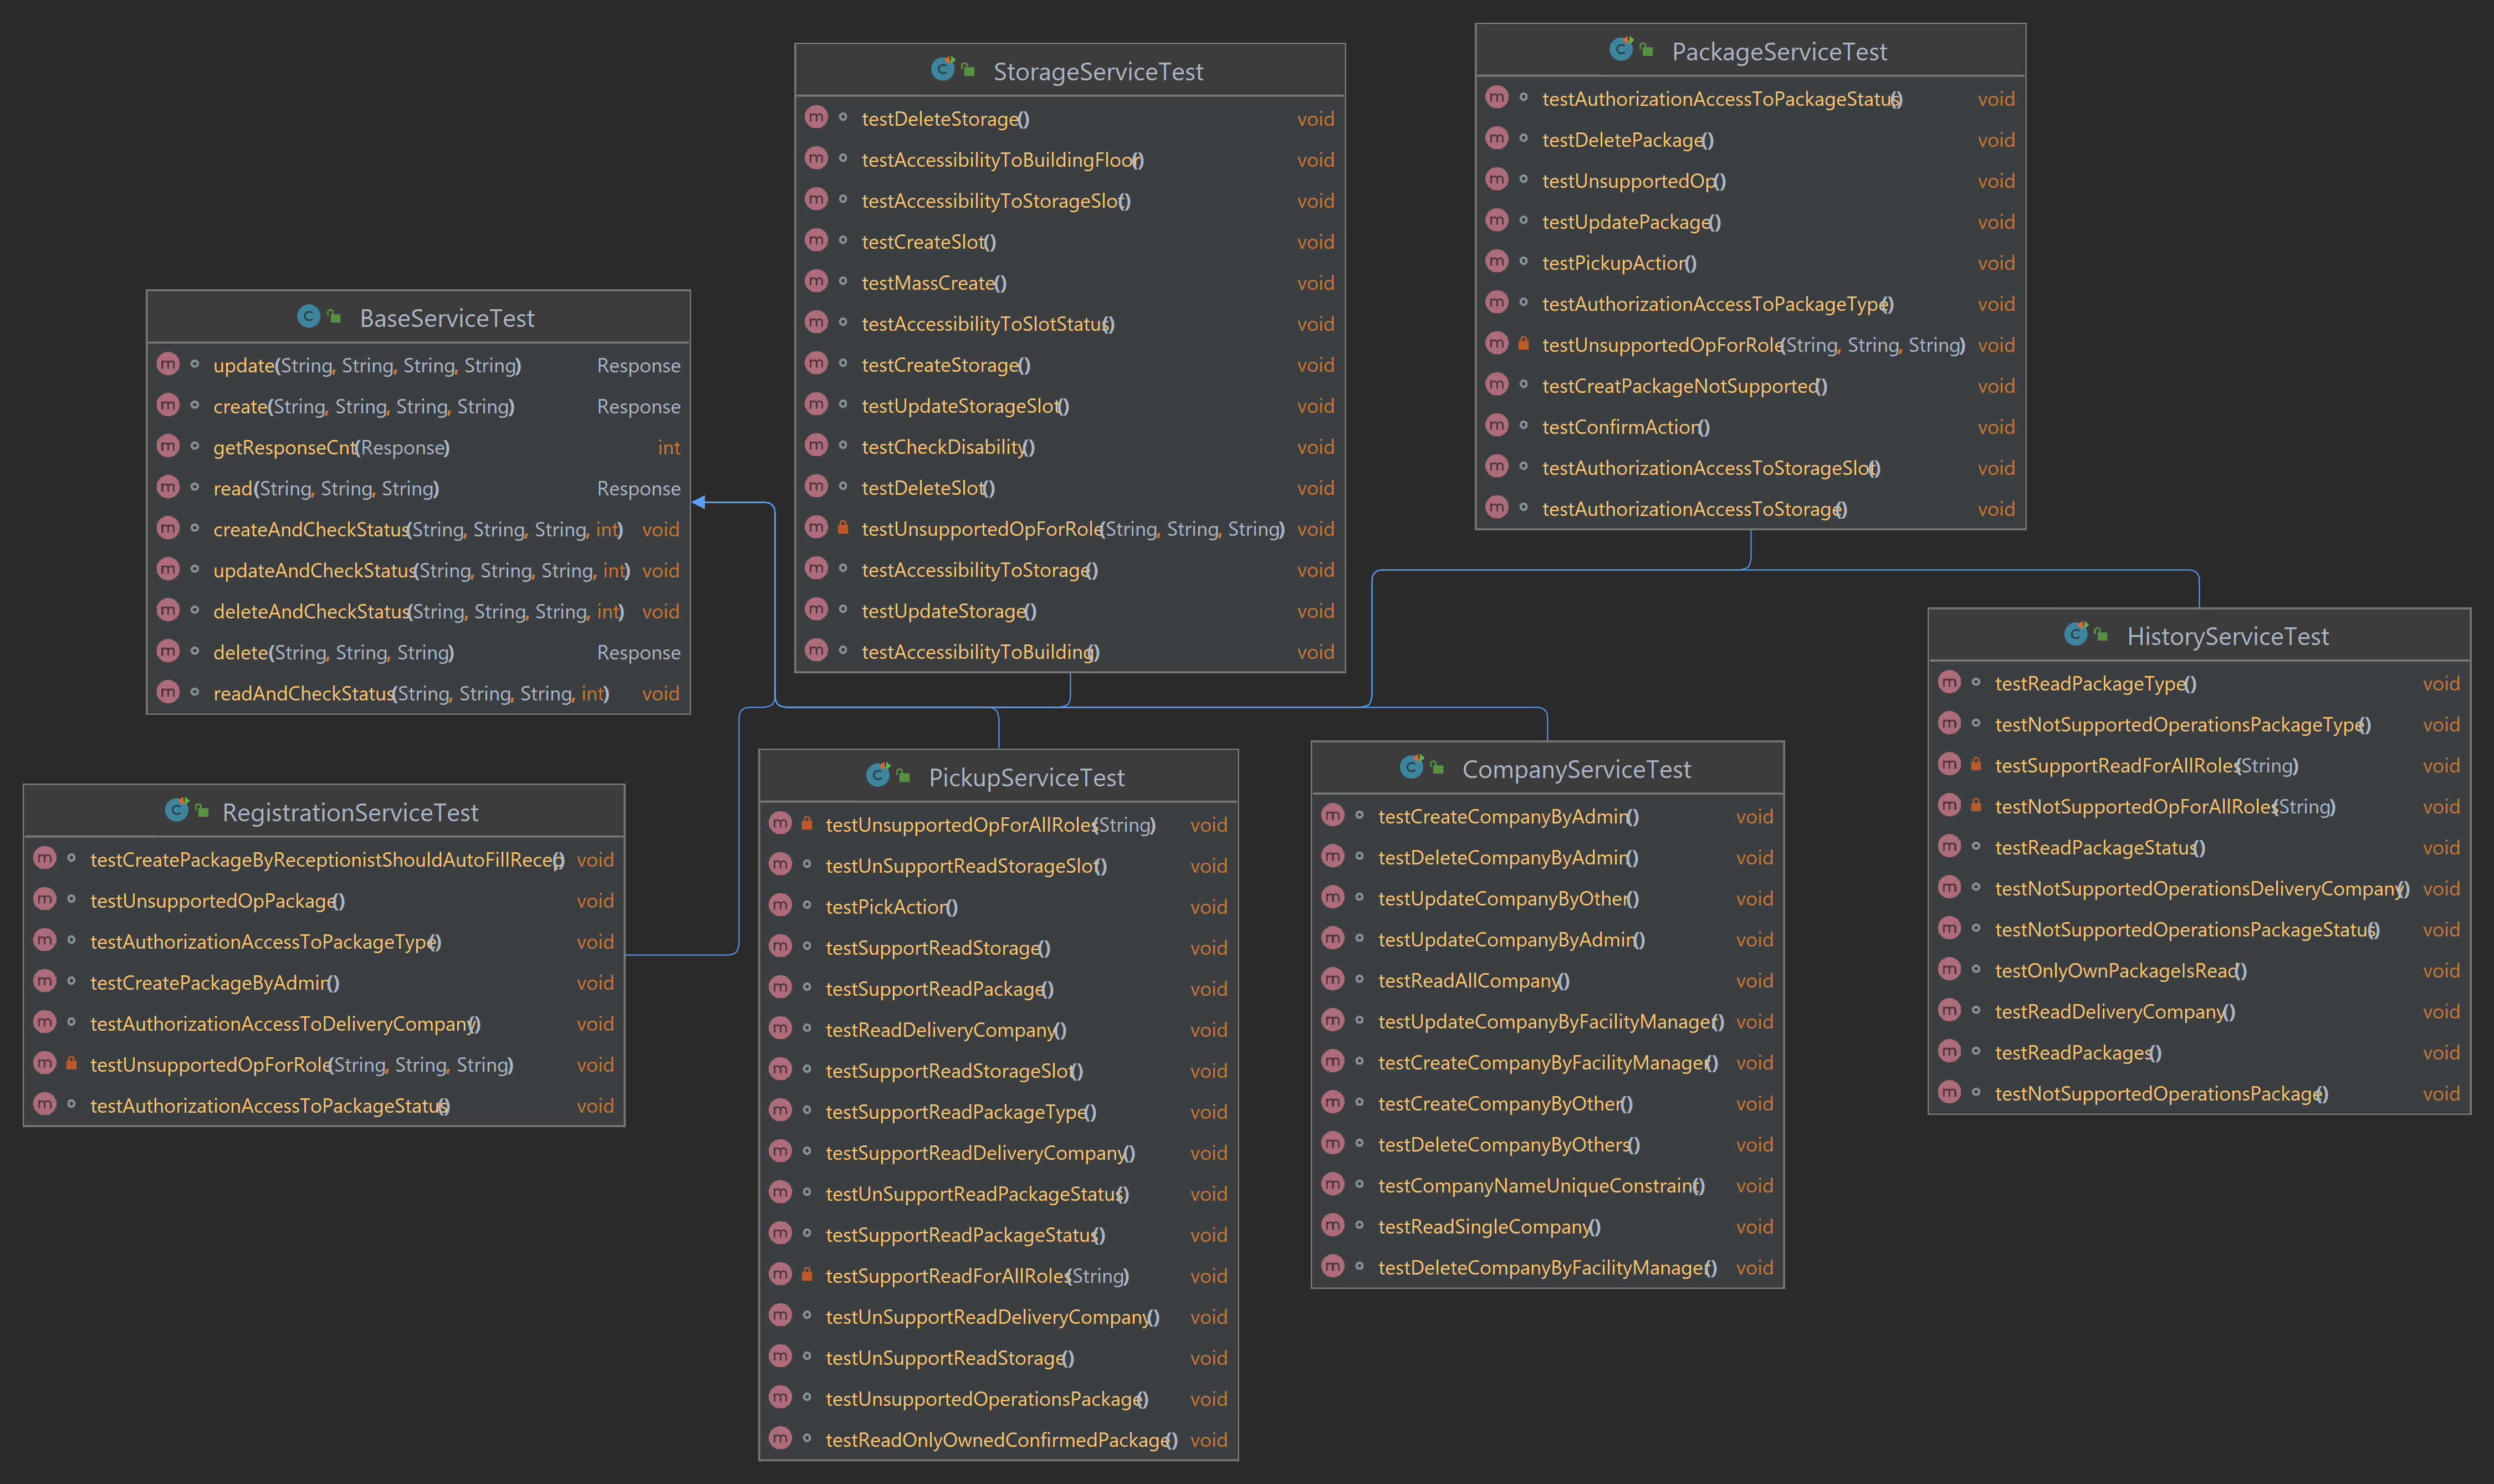 BaseServiceTest
update(String, String, String, String) Response
create(String, String, String, String) Response
getResponseCnt(Response) int
read(String, String, String) Response
createAndCheckStatus(String, String, String, int) void
updateAndCheckStatus(String, String, String, int) void
deleteAndCheckStatus(String, String, String, int) void
delete(String, String, String) Response
readAndCheckStatus(String, String, String, int) void
StorageServiceTest
testDeleteStorage() void
testAccessibilityToBuildingFloor() void
testAccessibilityToStorageSlot() void
testCreateSlot() void
testMassCreate() void
testAccessibilityToSlotStatus() void
testCreateStorage() void
testUpdateStorageSlot() void
testCheckDisability() void
testDeleteSlot() void
testUnsupportedOpForRole(String, String, String) void
testAccessibilityToStorage() void
testUpdateStorage() void
testAccessibilityToBuilding() void
PackageServiceTest
testAuthorizationAccessToPackageStatus() void
testDeletePackage() void
testUnsupportedOp() void
testUpdatePackage() void
testPickupAction() void
testAuthorizationAccessToPackageType() void
testUnsupportedOpForRole(String, String, String) void
testCreatPackageNotSupported() void
testConfirmAction() void
testAuthorizationAccessToStorageSlot() void
testAuthorizationAccessToStorage() void
HistoryServiceTest
testReadPackageType() void
testNotSupportedOperationsPackageType() void
testSupportReadForAllRoles(String) void
testNotSupportedOpForAllRoles(String) void
testReadPackageStatus() void
testNotSupportedOperationsDeliveryCompany() void
testNotSupportedOperationsPackageStatus() void
testOnlyOwnPackageIsRead() void
testReadDeliveryCompany() void
testReadPackages() void
testNotSupportedOperationsPackage() void
RegistrationServiceTest
testCreatePackageByReceptionistShouldAutoFillRecep() void
testUnsupportedOpPackage() void
testAuthorizationAccessToPackageType() void
testCreatePackageByAdmin() void
testAuthorizationAccessToDeliveryCompany() void
testUnsupportedOpForRole(String, String, String) void
testAuthorizationAccessToPackageStatus() void
PickupServiceTest
testUnsupportedOpForAllRoles(String) void
testUnSupportReadStorageSlot() void
testPickAction() void
testSupportReadStorage() void
testSupportReadPackage() void
testReadDeliveryCompany() void
testSupportReadStorageSlot() void
testSupportReadPackageType() void
testSupportReadDeliveryCompany() void
testUnSupportReadPackageStatus() void
testSupportReadPackageStatus() void
testSupportReadForAllRoles(String) void
testUnSupportReadDeliveryCompany() void
testUnSupportReadStorage() void
testUnsupportedOperationsPackage() void
testReadOnlyOwnedConfirmedPackage() void
CompanyServiceTest
testCreateCompanyByAdmin() void
testDeleteCompanyByAdmin() void
testUpdateCompanyByOther() void
testUpdateCompanyByAdmin() void
testReadAllCompany() void
testUpdateCompanyByFacilityManager() void
testCreateCompanyByFacilityManager() void
testCreateCompanyByOther() void
testDeleteCompanyByOthers() void
testCompanyNameUniqueConstraint() void
testReadSingleCompany() void
testDeleteCompanyByFacilityManager() void